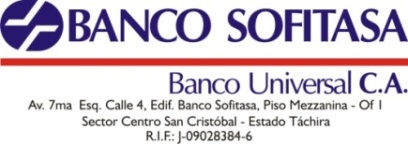 BANCO SOFITASA
Banco Universal C.A.
Av. 7ma Esq. Calle 4, Edif. Banco Sofitasa, Piso Mezzanina - Of 1
Sector Centro San Cristóbal - Estado Táchira
R.I.F.: J-09028384-6